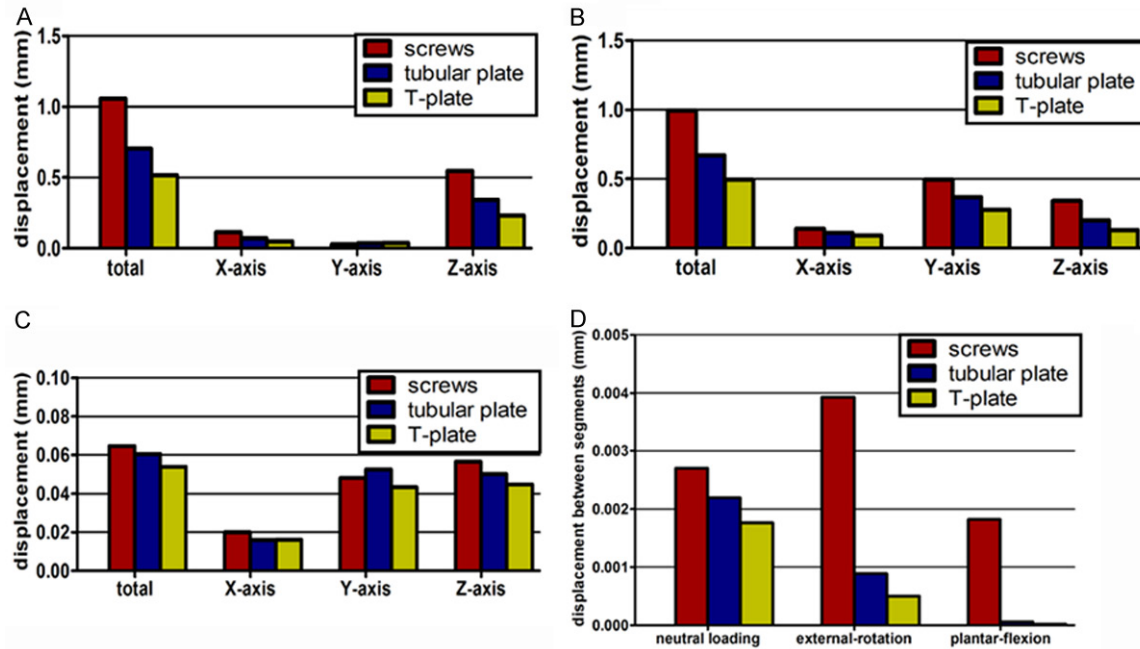 A
displacement (mm)
1.5
1.0
0.5
0.0
screws
tubular plate
T-plate
total X-axis Y-axis Z-axis
B
displacement (mm)
1.5
1.0
0.5
0.0
screws
tubular plate
T-plate
total X-axis Y-axis Z-axis
C
displacement (mm)
0.10
0.08
0.06
0.04
0.02
0.00
screws
tubular plate
T-plate
total X-axis Y-axis Z-axis
D
displacement between segments (mm)
0.005
0.004
0.003
0.002
0.001
0.000
screws
tubular plate
T-plate
neutral loading external-rotation plantar-flexion